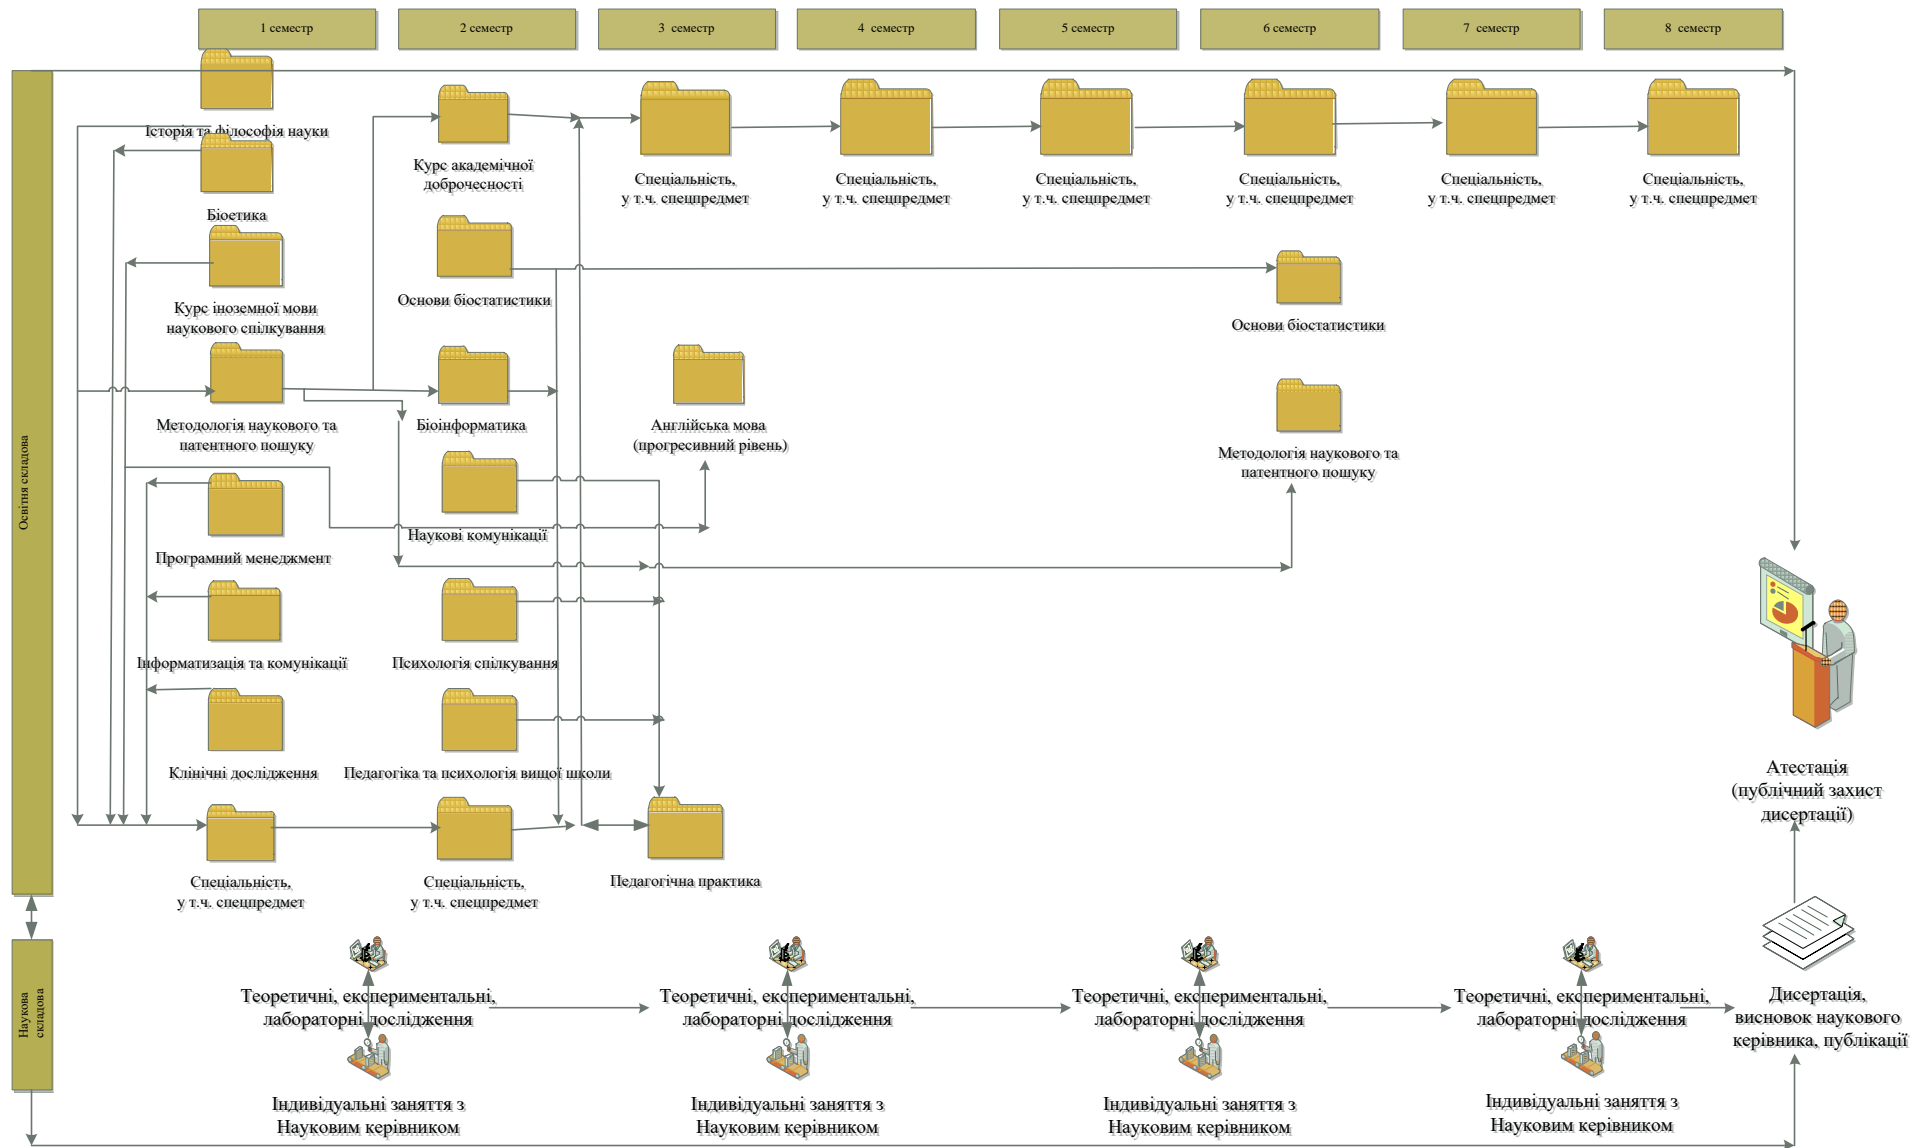 1 семестр
2 семестр
3 семестр
4 семестр
5 семестр
6 семестр
7 семестр
8 семестр
Освітня складова
Історія та філософія науки
Біоетика
Курс іноземної мови
наукового спілкування
Методологія наукового та
патентного пошуку
Програмний менеджмент
Інформатизація та комунікації
Клінічні дослідження
Спеціальність,
у т.ч. спецпредмет
Курс академічної
доброчесності
Основи біостатистики
Біоінформатика
Наукові комунікації
Психологія спілкування
Педагогіка та психологія вищої школи
Спеціальність,
у т.ч. спецпредмет
Спеціальність,
у т.ч. спецпредмет
Англійська мова
(прогресивний рівень)
Педагогічна практика
Спеціальність,
у т.ч. спецпредмет
Спеціальність,
у т.ч. спецпредмет
Спеціальність,
у т.ч. спецпредмет
Основи біостатистики
Методологія наукового та
патентного пошуку
Спеціальність,
у т.ч. спецпредмет
Спеціальність,
у т.ч. спецпредмет
Атестація
(публічний захист
дисертації)
Наукова
складова
Теоретичні, експериментальні,
лабораторні дослідження
Індивідуальні заняття з
Науковим керівником
Теоретичні, експериментальні,
лабораторні дослідження
Індивідуальні заняття з
Науковим керівником
Теоретичні, експериментальні,
лабораторні дослідження
Індивідуальні заняття з
Науковим керівником
Теоретичні, експериментальні,
лабораторні дослідження
Індивідуальні заняття з
Науковим керівником
Дисертація,
висновок наукового
керівника, публікації